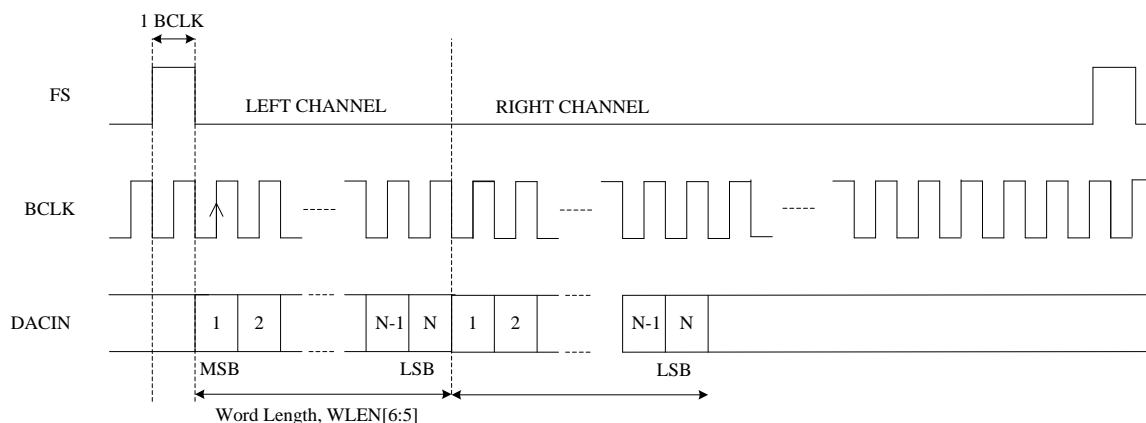 1 BCLK
FS
LEFT CHANNEL
RIGHT CHANNEL
BCLK
DACIN
1
2
N-1
N
1
2
N-1
N
MSB
LSB
LSB
Word Length, WLEN[6:5]